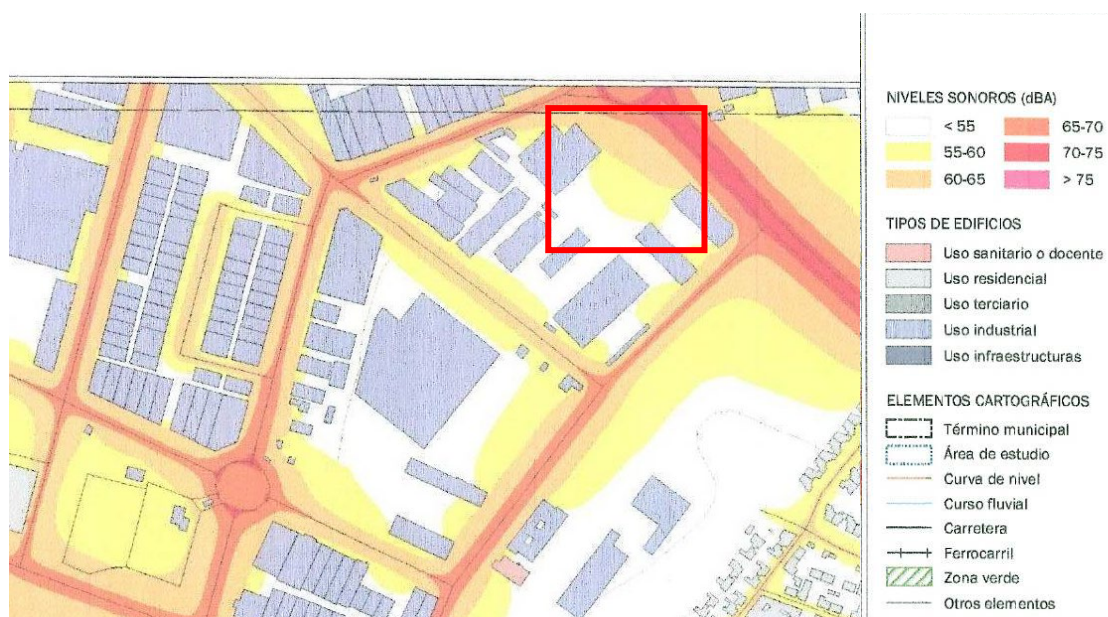 NIVELES SONOROS (dBA)
< 55
65-70
55-60
70-75
60-65
> 75
TIPOS DE EDIFICIOS
Uso sanitario o docente
Uso residencial
Uso terciario
Uso industrial
Uso infraestructuras
ELEMENTOS CARTOGRÁFICOS
Término municipal
Área de estudio
Curva de nivel
Curso fluvial
Carretera
Ferrocarril
Zona verde
Otros elementos